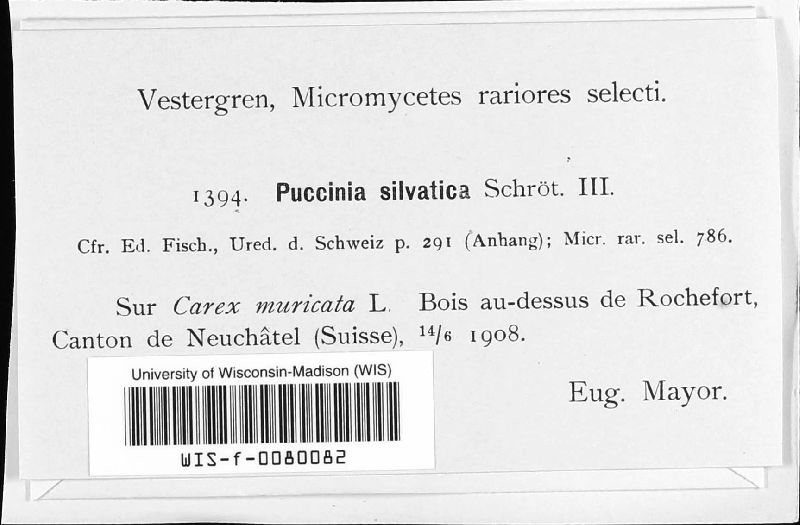 Vestergren, Micromycetes rariores selecti.
1394. Puccinia silvatica Schröt. III.
Cfr. Ed. Fisch., Ured. d. Schweiz p. 291 (Anhang); Micr. rar. sel. 786.
Sur Carex muricata L. Bois au-dessus de Rochefort,
Canton de Neuchâtel (Suisse), 14/6 1908.
Eug. Mayor.
University of Wisconsin-Madison (WIS)
WIS-f-0080082